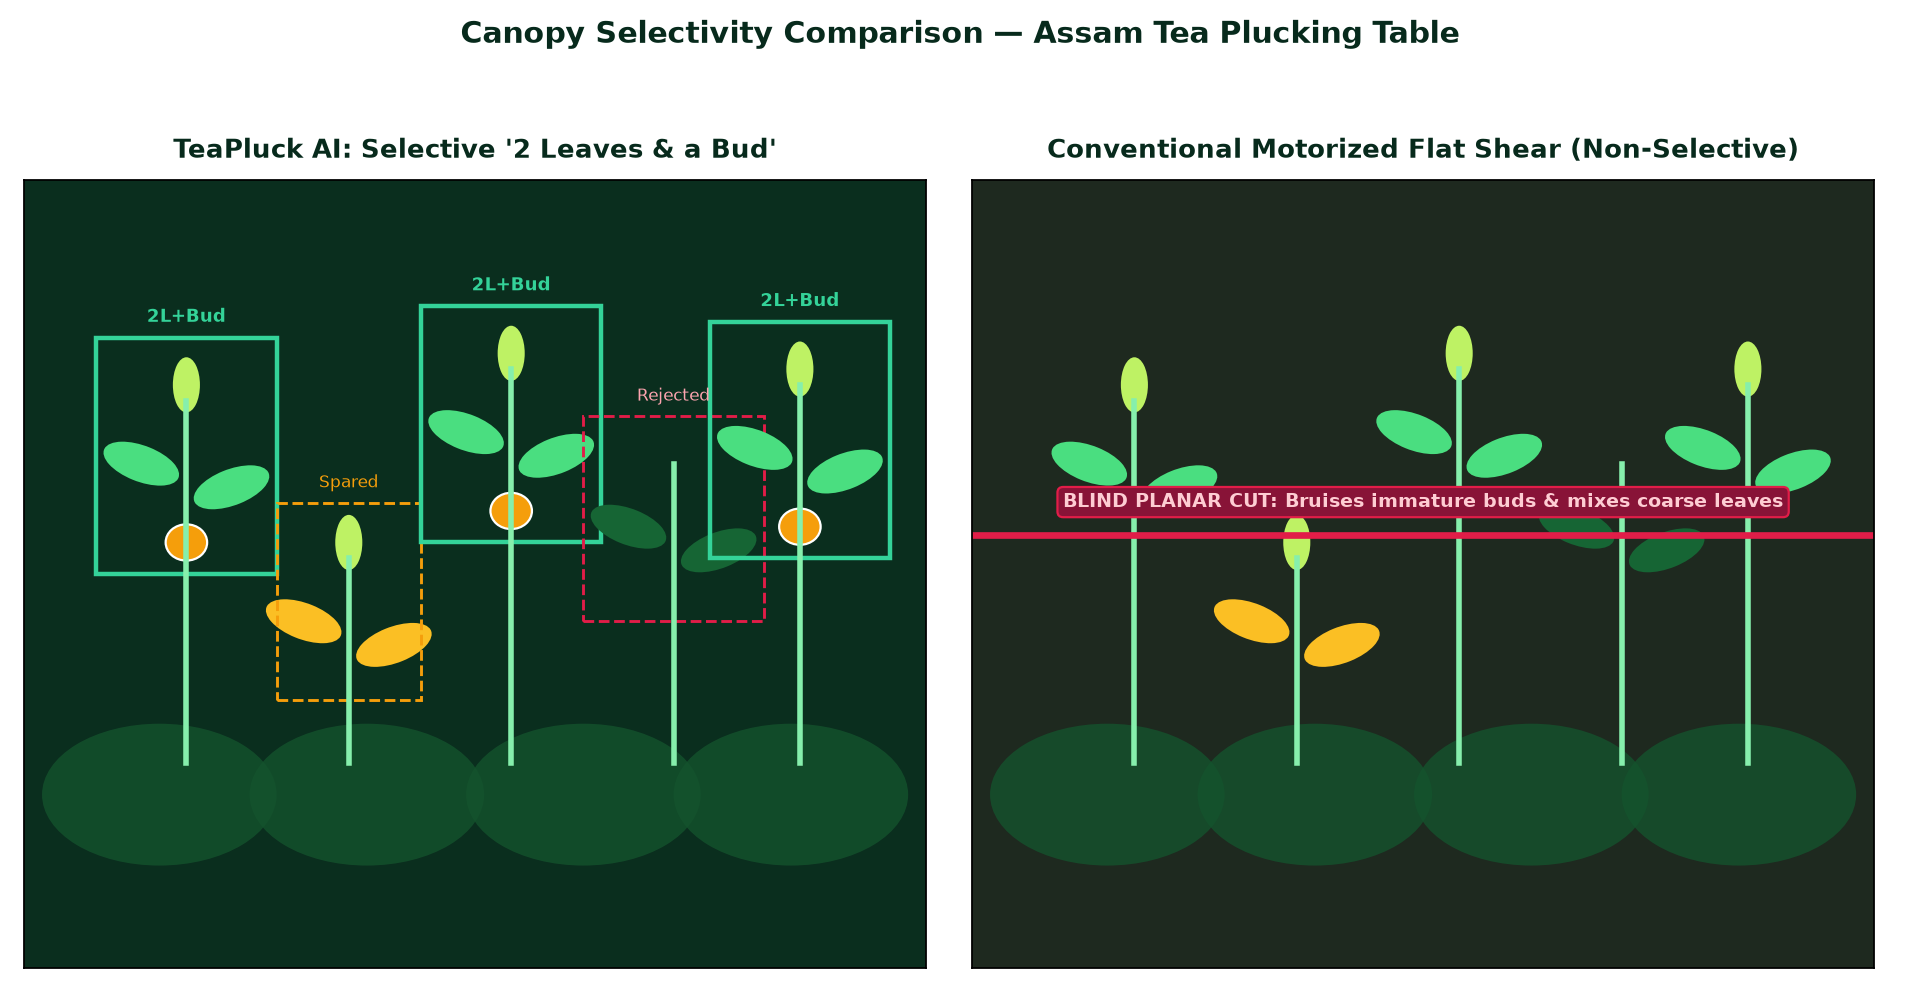 Canopy Selectivity Comparison — Assam Tea Plucking Table
TeaPluck AI: Selective '2 Leaves & a Bud'
2L+Bud
2L+Bud
2L+Bud
Rejected
Spared
Conventional Motorized Flat Shear (Non-Selective)
BLIND PLANAR CUT: Bruises immature buds & mixes coarse leaves